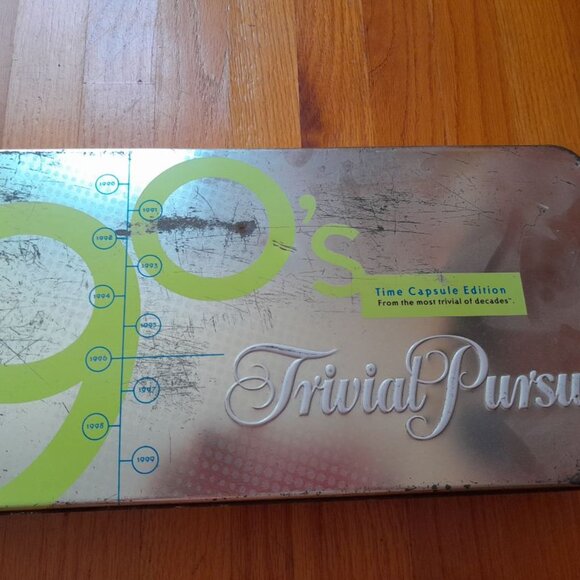 90's
1990
1991
1992
1993
1994
1995
1996
1997
1998
1999
Time Capsule Edition
From the most trivial of decades™.
Trivial Pursu